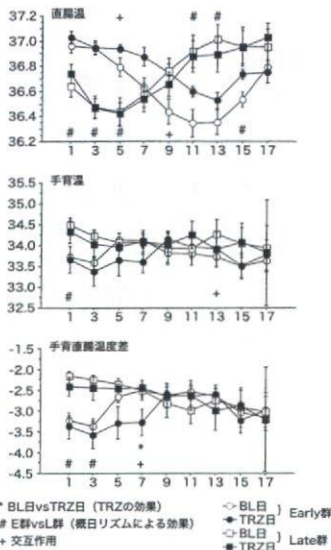 直腸温
37.2
37.0
36.8
36.6
36.4
36.2
+ # #
# # # + #
1 3 5 7 9 11 13 15 17
手背温
35.5
35.0
34.5
34.0
33.5
33.0
32.5
# +
1 3 5 7 9 11 13 15 17
手背直腸温度差
-1.5
-2.0
-2.5
-3.0
-3.5
-4.0
-4.5
*
# # +
1 3 5 7 9 11 13 15 17
* BL日vsTRZ日（TRZの効果）
# E群vsL群（概日リズムによる効果）
+ 交互作用
BL日
TRZ日
} Early群
BL日
TRZ日
} Late群